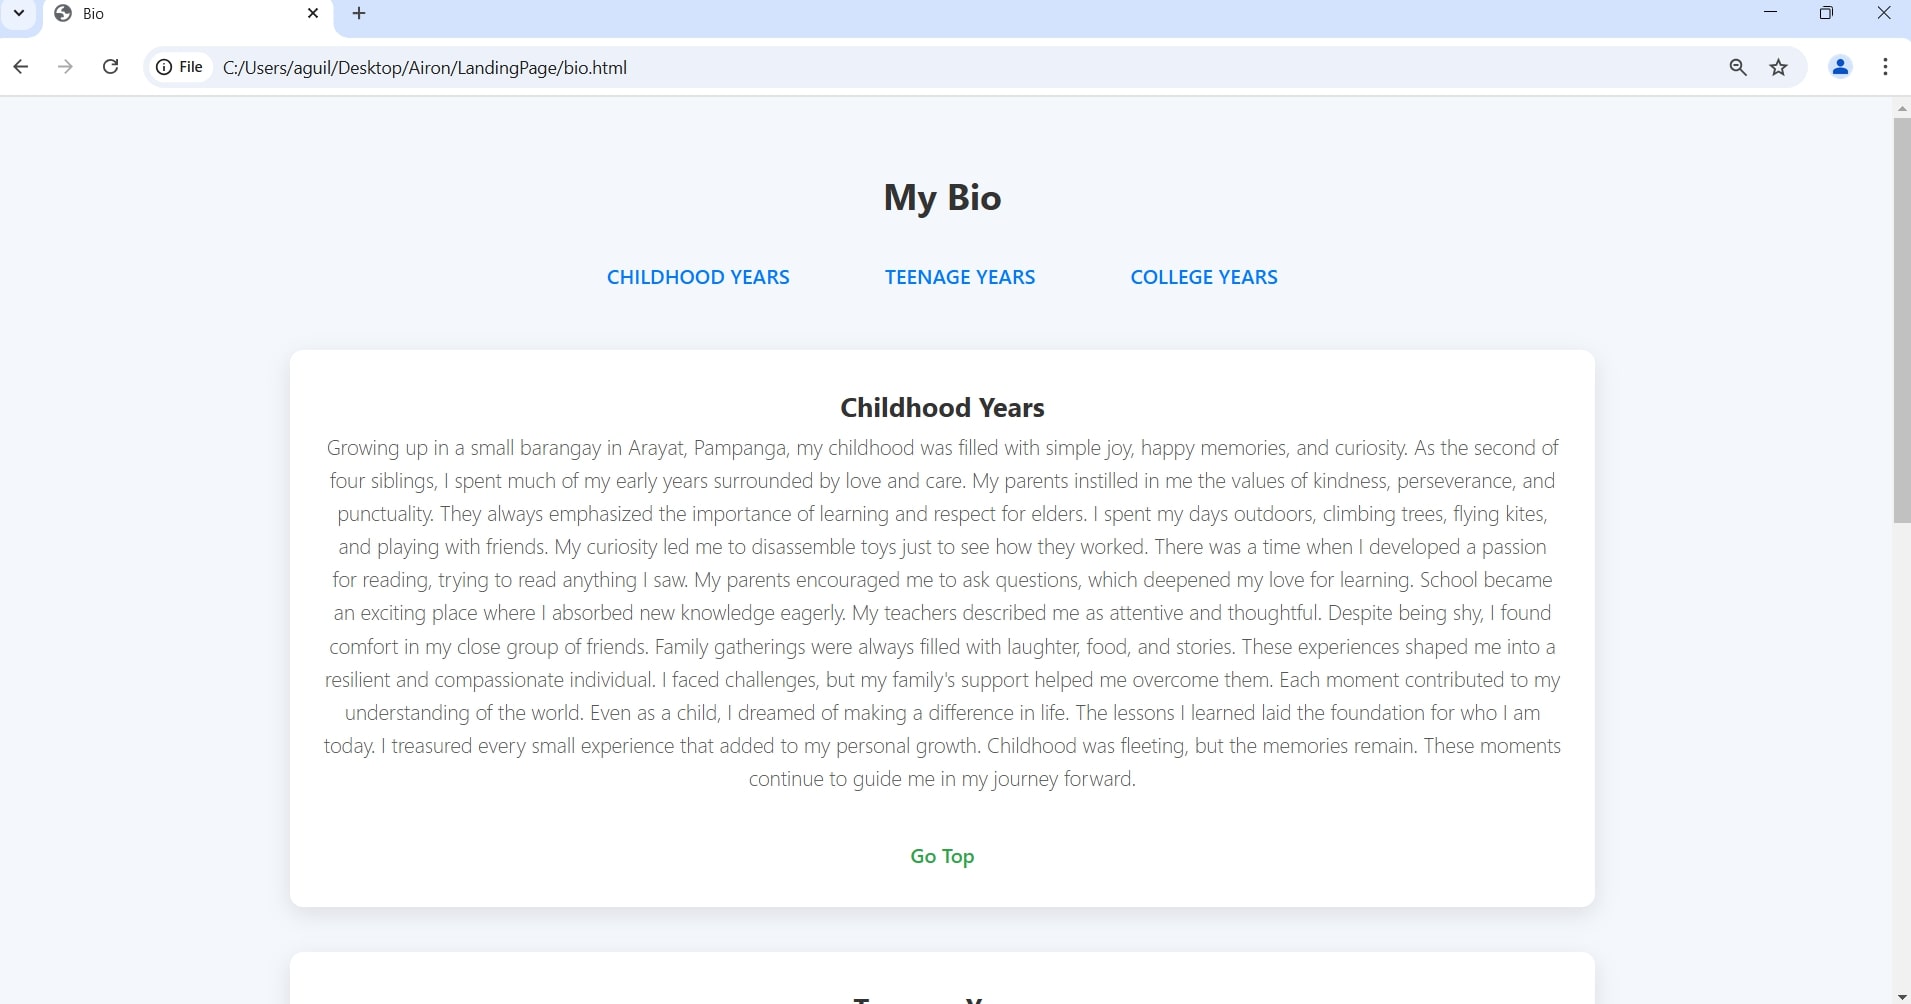 Bio
File C:/Users/aguil/Desktop/Airon/LandingPage/bio.html
My Bio
CHILDHOOD YEARS TEENAGE YEARS COLLEGE YEARS
Childhood Years
Growing up in a small barangay in Arayat, Pampanga, my childhood was filled with simple joy, happy memories, and curiosity. As the second of
four siblings, I spent much of my early years surrounded by love and care. My parents instilled in me the values of kindness, perseverance, and
punctuality. They always emphasized the importance of learning and respect for elders. I spent my days outdoors, climbing trees, flying kites,
and playing with friends. My curiosity led me to disassemble toys just to see how they worked. There was a time when I developed a passion
for reading, trying to read anything I saw. My parents encouraged me to ask questions, which deepened my love for learning. School became
an exciting place where I absorbed new knowledge eagerly. My teachers described me as attentive and thoughtful. Despite being shy, I found
comfort in my close group of friends. Family gatherings were always filled with laughter, food, and stories. These experiences shaped me into a
resilient and compassionate individual. I faced challenges, but my family's support helped me overcome them. Each moment contributed to my
understanding of the world. Even as a child, I dreamed of making a difference in life. The lessons I learned laid the foundation for who I am
today. I treasured every small experience that added to my personal growth. Childhood was fleeting, but the memories remain. These moments
continue to guide me in my journey forward.
Go Top